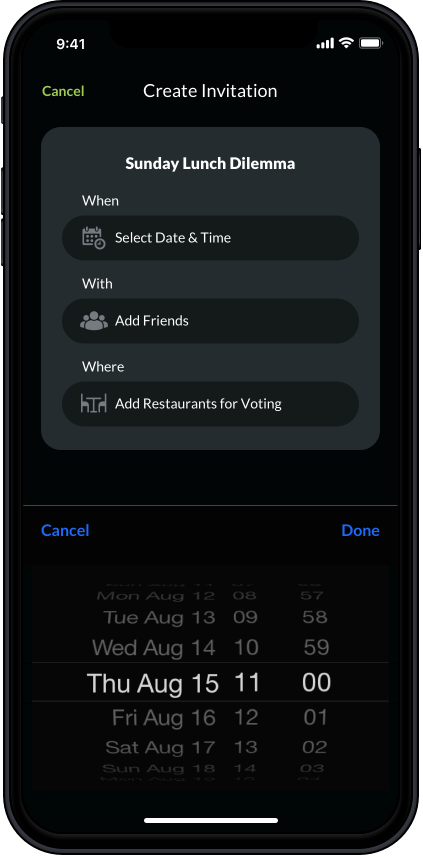 9:41
Cancel Create Invitation
Sunday Lunch Dilemma
When
Select Date & Time
With
Add Friends
Where
Add Restaurants for Voting
Cancel Done
Mon Aug 12 08 57
Tue Aug 13 09 58
Wed Aug 14 10 59
Thu Aug 15 11 00
Fri Aug 16 12 01
Sat Aug 17 13 02
Sun Aug 18 14 03